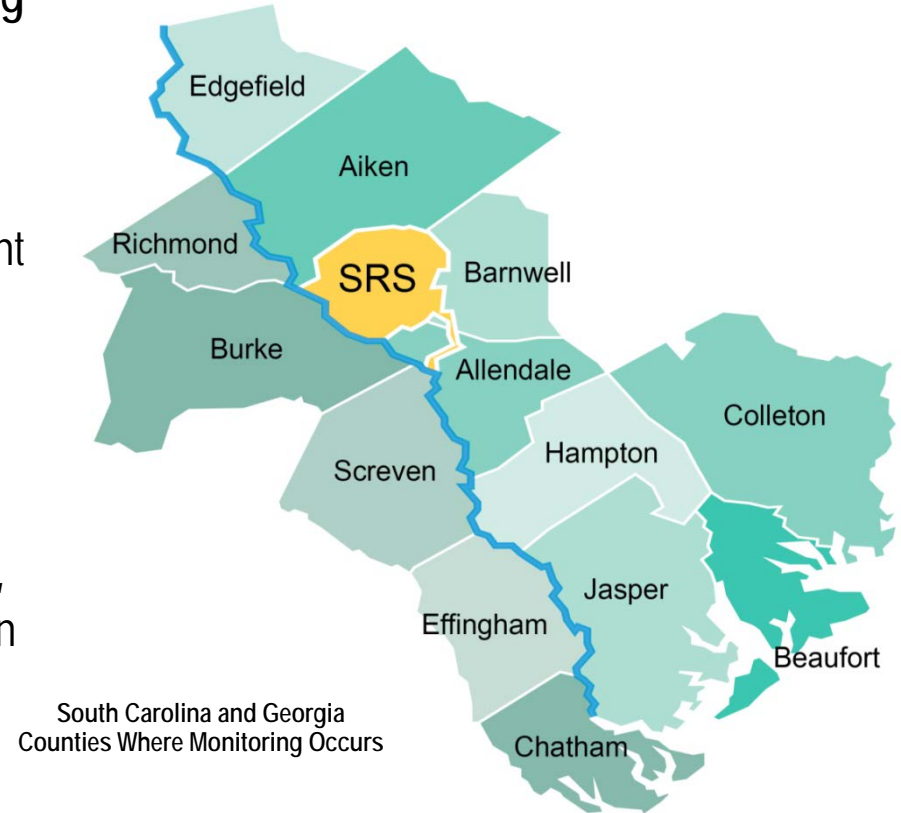 g
Edgefield
Aiken
nt
Richmond
SRS
Barnwell
Burke
Allendale
Colleton
Hampton
Screven
,
n
Jasper
Effingham
Beaufort
South Carolina and Georgia
Counties Where Monitoring Occurs
Chatham